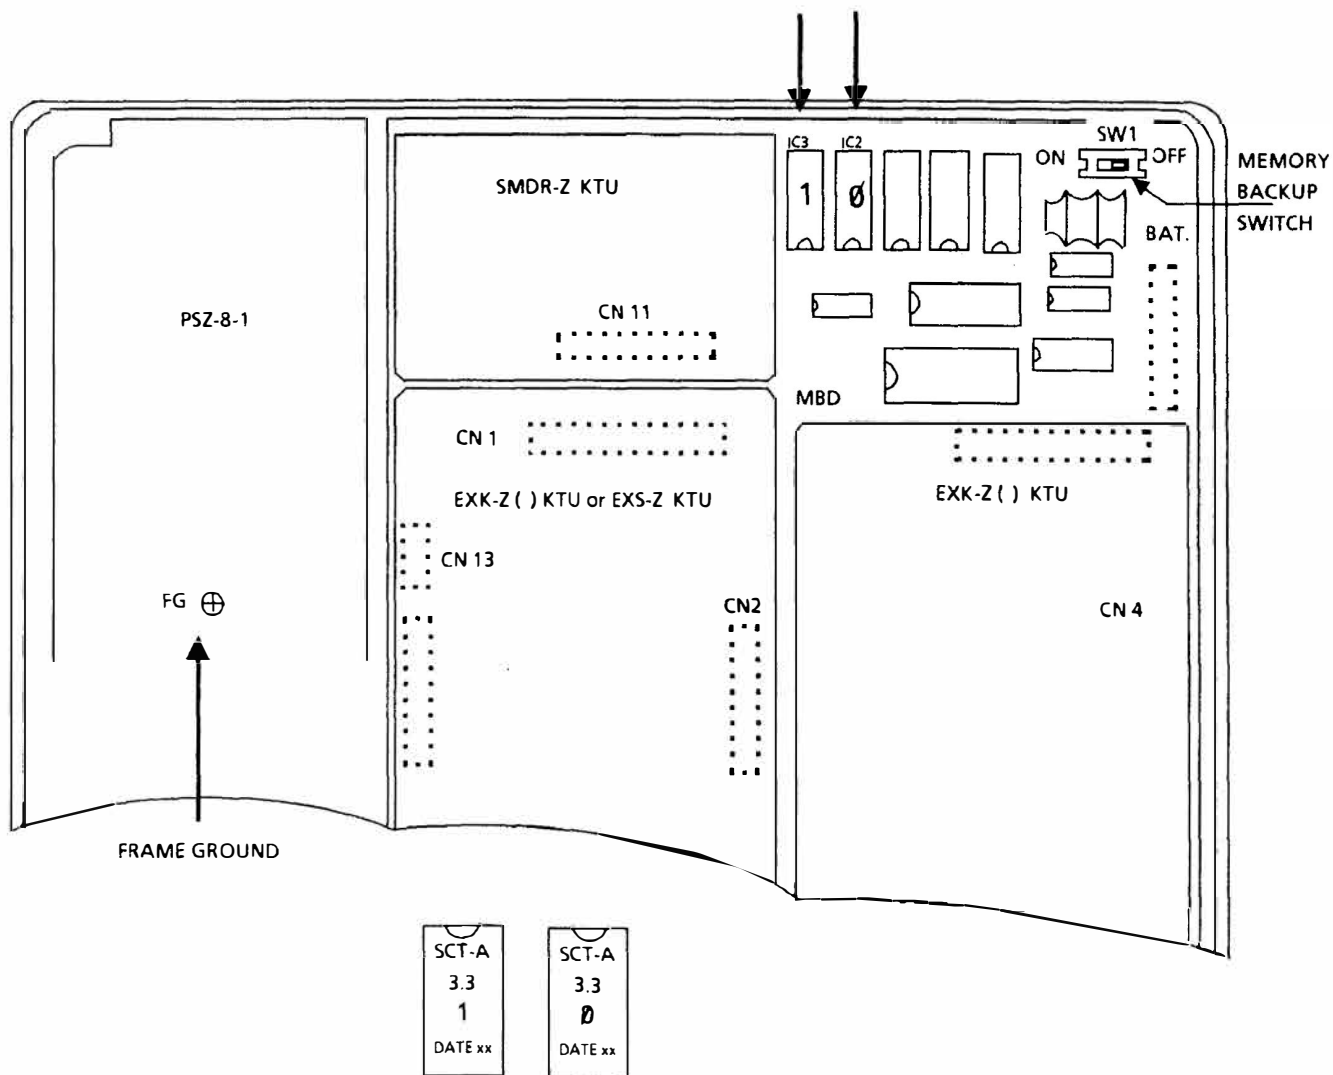 SW1
IC3
IC2
ON
OFF
MEMORY
BACKUP
SWITCH
SMDR-Z KTU
1
Ø
BAT.
PSZ-8-1
CN 11
MBD
CN 1
EXK-Z ( ) KTU or EXS-Z KTU
EXK-Z ( ) KTU
CN 13
FG
CN2
CN 4
FRAME GROUND
SCT-A
3.3
1
DATE xx
SCT-A
3.3
Ø
DATE xx